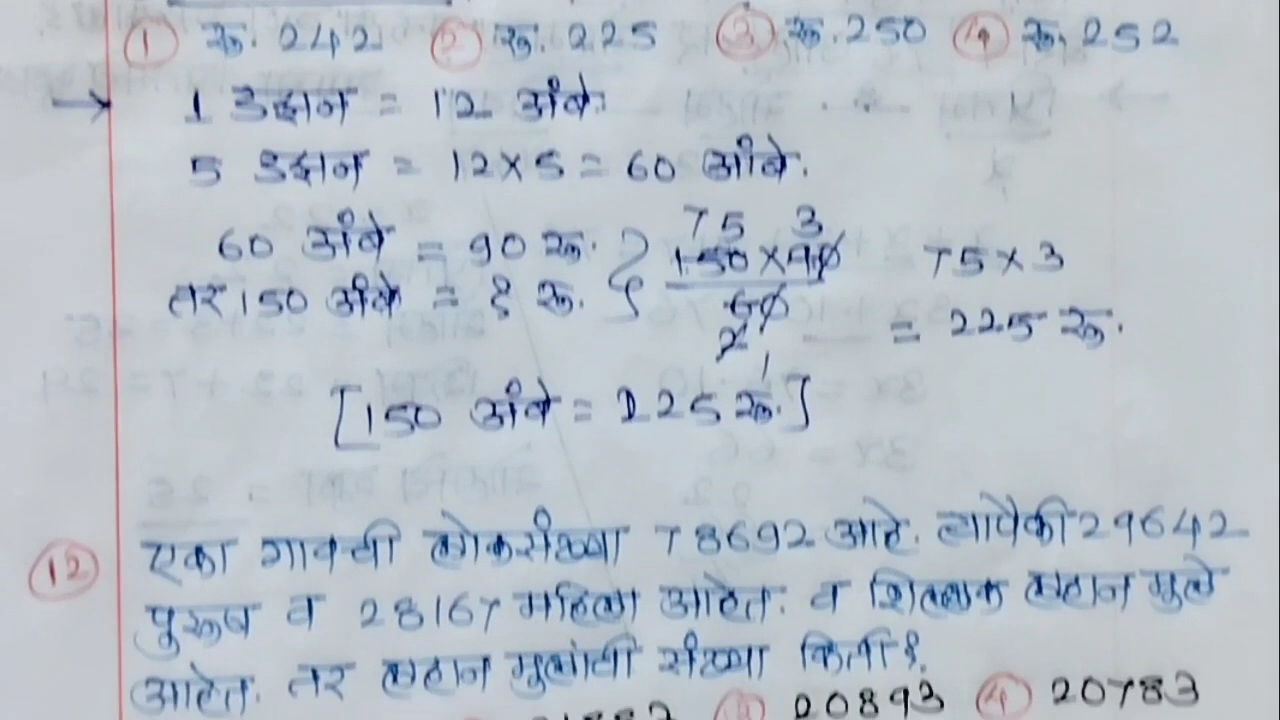 ① रू. 242 ② रू. 225 ③ रू. 250 ④ रू. 252
→ 1 डझन = 12 आंबे.
5 डझन = 12×5 = 60 आंबे.
60 आंबे = 90 रू. } 150×90 / 60 75×3
तर 150 आंबे = ? रू. = 225 रू.
75 3
2 1
[150 आंबे = 225 रू.]
⑫ एका गावची लोकसंख्या 78692 आहे. त्यापैकी 29642
पुरूष व 28167 महिला आहेत. व शिल्लक लहान मुले
आहेत. तर लहान मुलांची संख्या किती?
③ 20893 ④ 20783